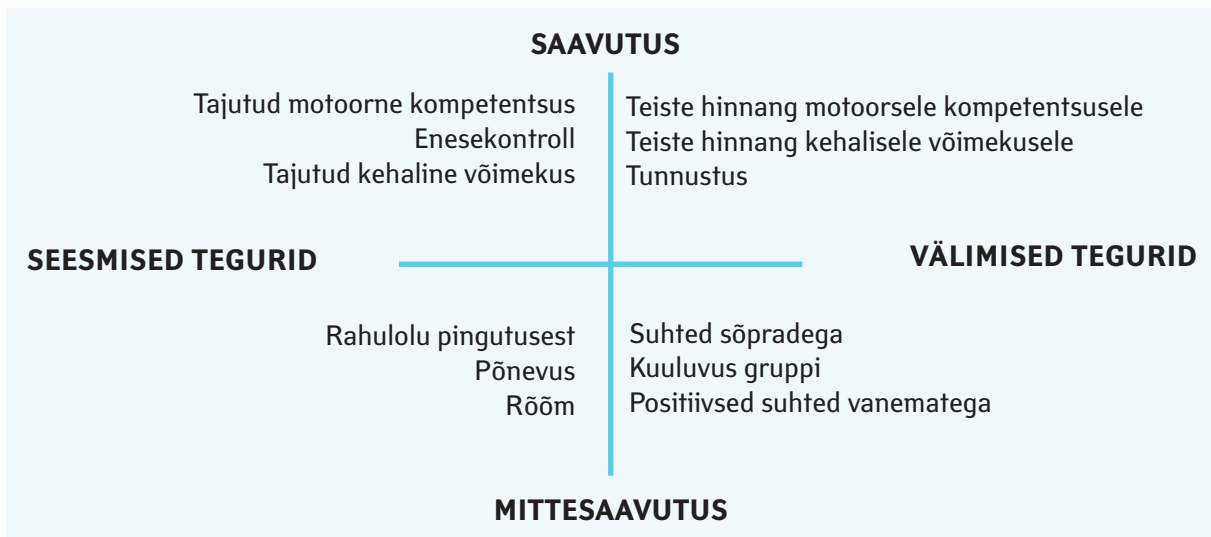 SAAVUTUS
Tajutud motoorne kompetentsus
Enesekontroll
Tajutud kehaline võimekus
Teiste hinnang motoorsele kompetentsusele
Teiste hinnang kehalisele võimekusele
Tunnustus
SEESMISED TEGURID
VÄLIMISED TEGURID
Rahulolu pingutusest
Põnevus
Rõõm
Suhted sõpradega
Kuuluvus gruppi
Positiivsed suhted vanematega
MITTESAAVUTUS